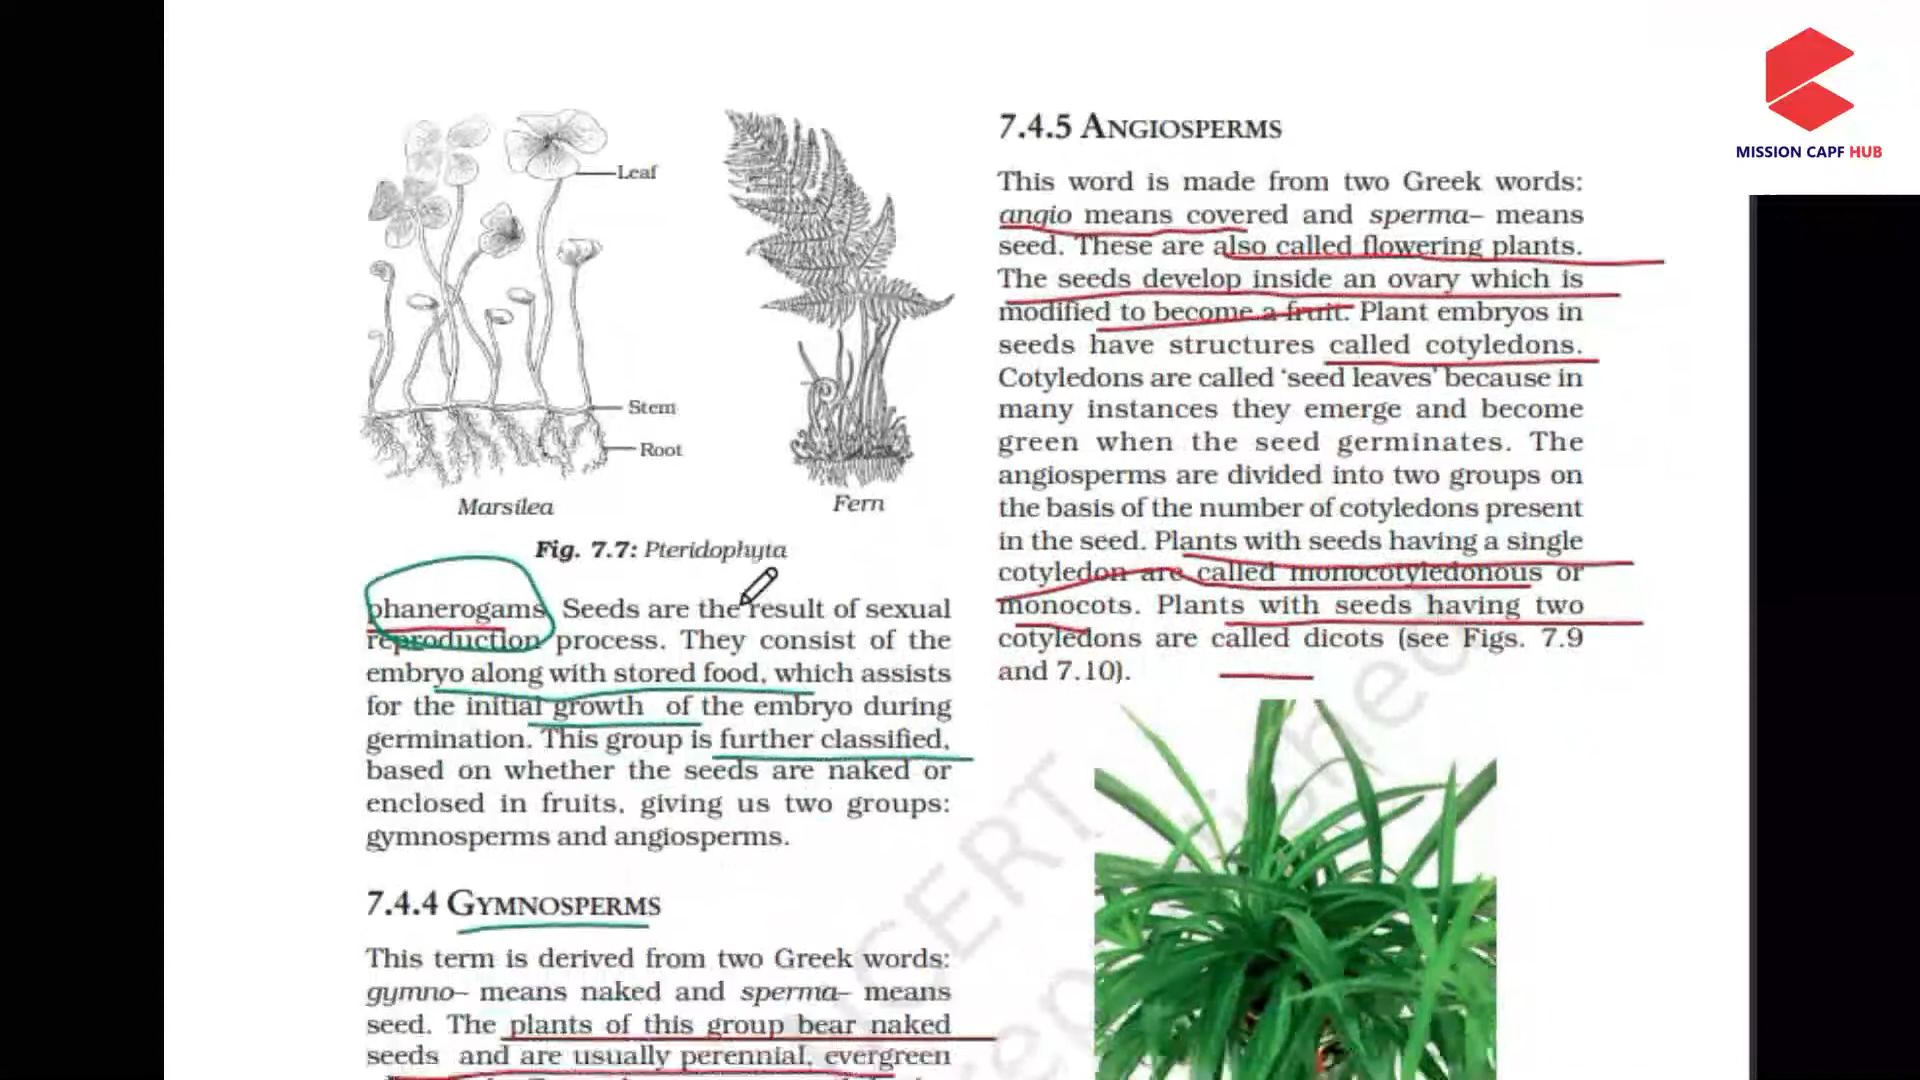 MISSION CAPF HUB
Leaf
Stem
Root
Marsilea
Fern
Fig. 7.7: Pteridophyta
phanerogams. Seeds are the result of sexual
reproduction process. They consist of the
embryo along with stored food, which assists
for the initial growth of the embryo during
germination. This group is further classified,
based on whether the seeds are naked or
enclosed in fruits, giving us two groups:
gymnosperms and angiosperms.
7.4.4 GYMNOSPERMS
This term is derived from two Greek words:
gymno– means naked and sperma– means
seed. The plants of this group bear naked
seeds and are usually perennial, evergreen
7.4.5 ANGIOSPERMS
This word is made from two Greek words:
angio means covered and sperma– means
seed. These are also called flowering plants.
The seeds develop inside an ovary which is
modified to become a fruit. Plant embryos in
seeds have structures called cotyledons.
Cotyledons are called ‘seed leaves’ because in
many instances they emerge and become
green when the seed germinates. The
angiosperms are divided into two groups on
the basis of the number of cotyledons present
in the seed. Plants with seeds having a single
cotyledon are called monocotyledonous or
monocots. Plants with seeds having two
cotyledons are called dicots (see Figs. 7.9
and 7.10).
NCERT